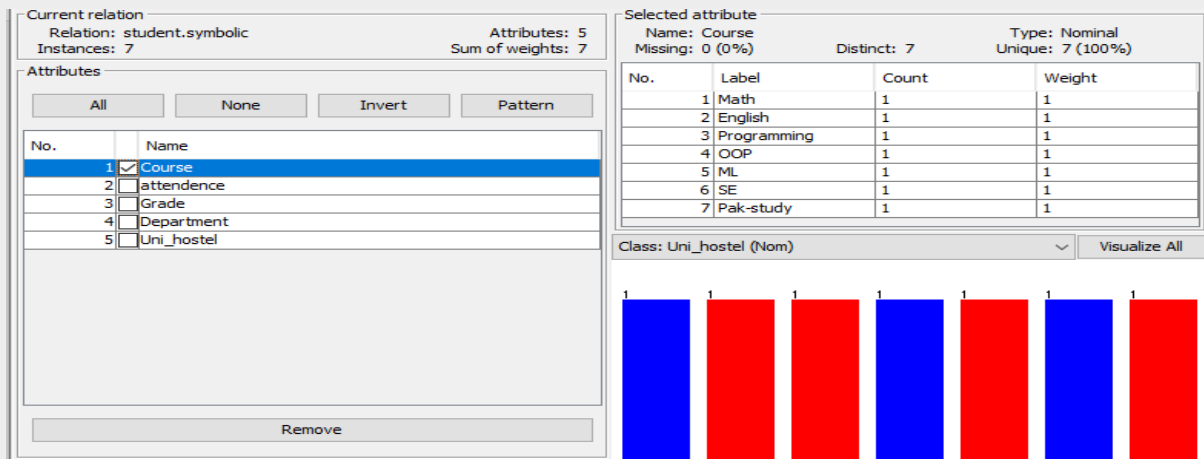 Current relation
Relation: student.symbolic Attributes: 5
Instances: 7 Sum of weights: 7
Attributes
All None Invert Pattern
No. Name
1 Course
2 attendence
3 Grade
4 Department
5 Uni_hostel
Remove
Selected attribute
Name: Course Type: Nominal
Missing: 0 (0%) Distinct: 7 Unique: 7 (100%)
No. Label Count Weight
1 Math 1 1
2 English 1 1
3 Programming 1 1
4 OOP 1 1
5 ML 1 1
6 SE 1 1
7 Pak-study 1 1
Class: Uni_hostel (Nom) Visualize All
1 1 1 1 1 1 1